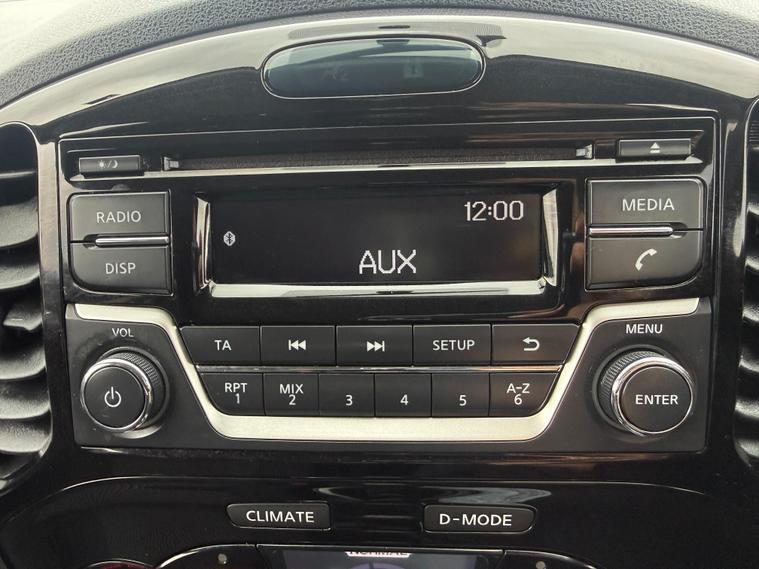 RADIO
12:00
MEDIA
DISP
AUX
VOL
TA
SETUP
MENU
RPT
1
MIX
2
3
4
5
A-Z
6
ENTER
CLIMATE
D-MODE
NORMAL